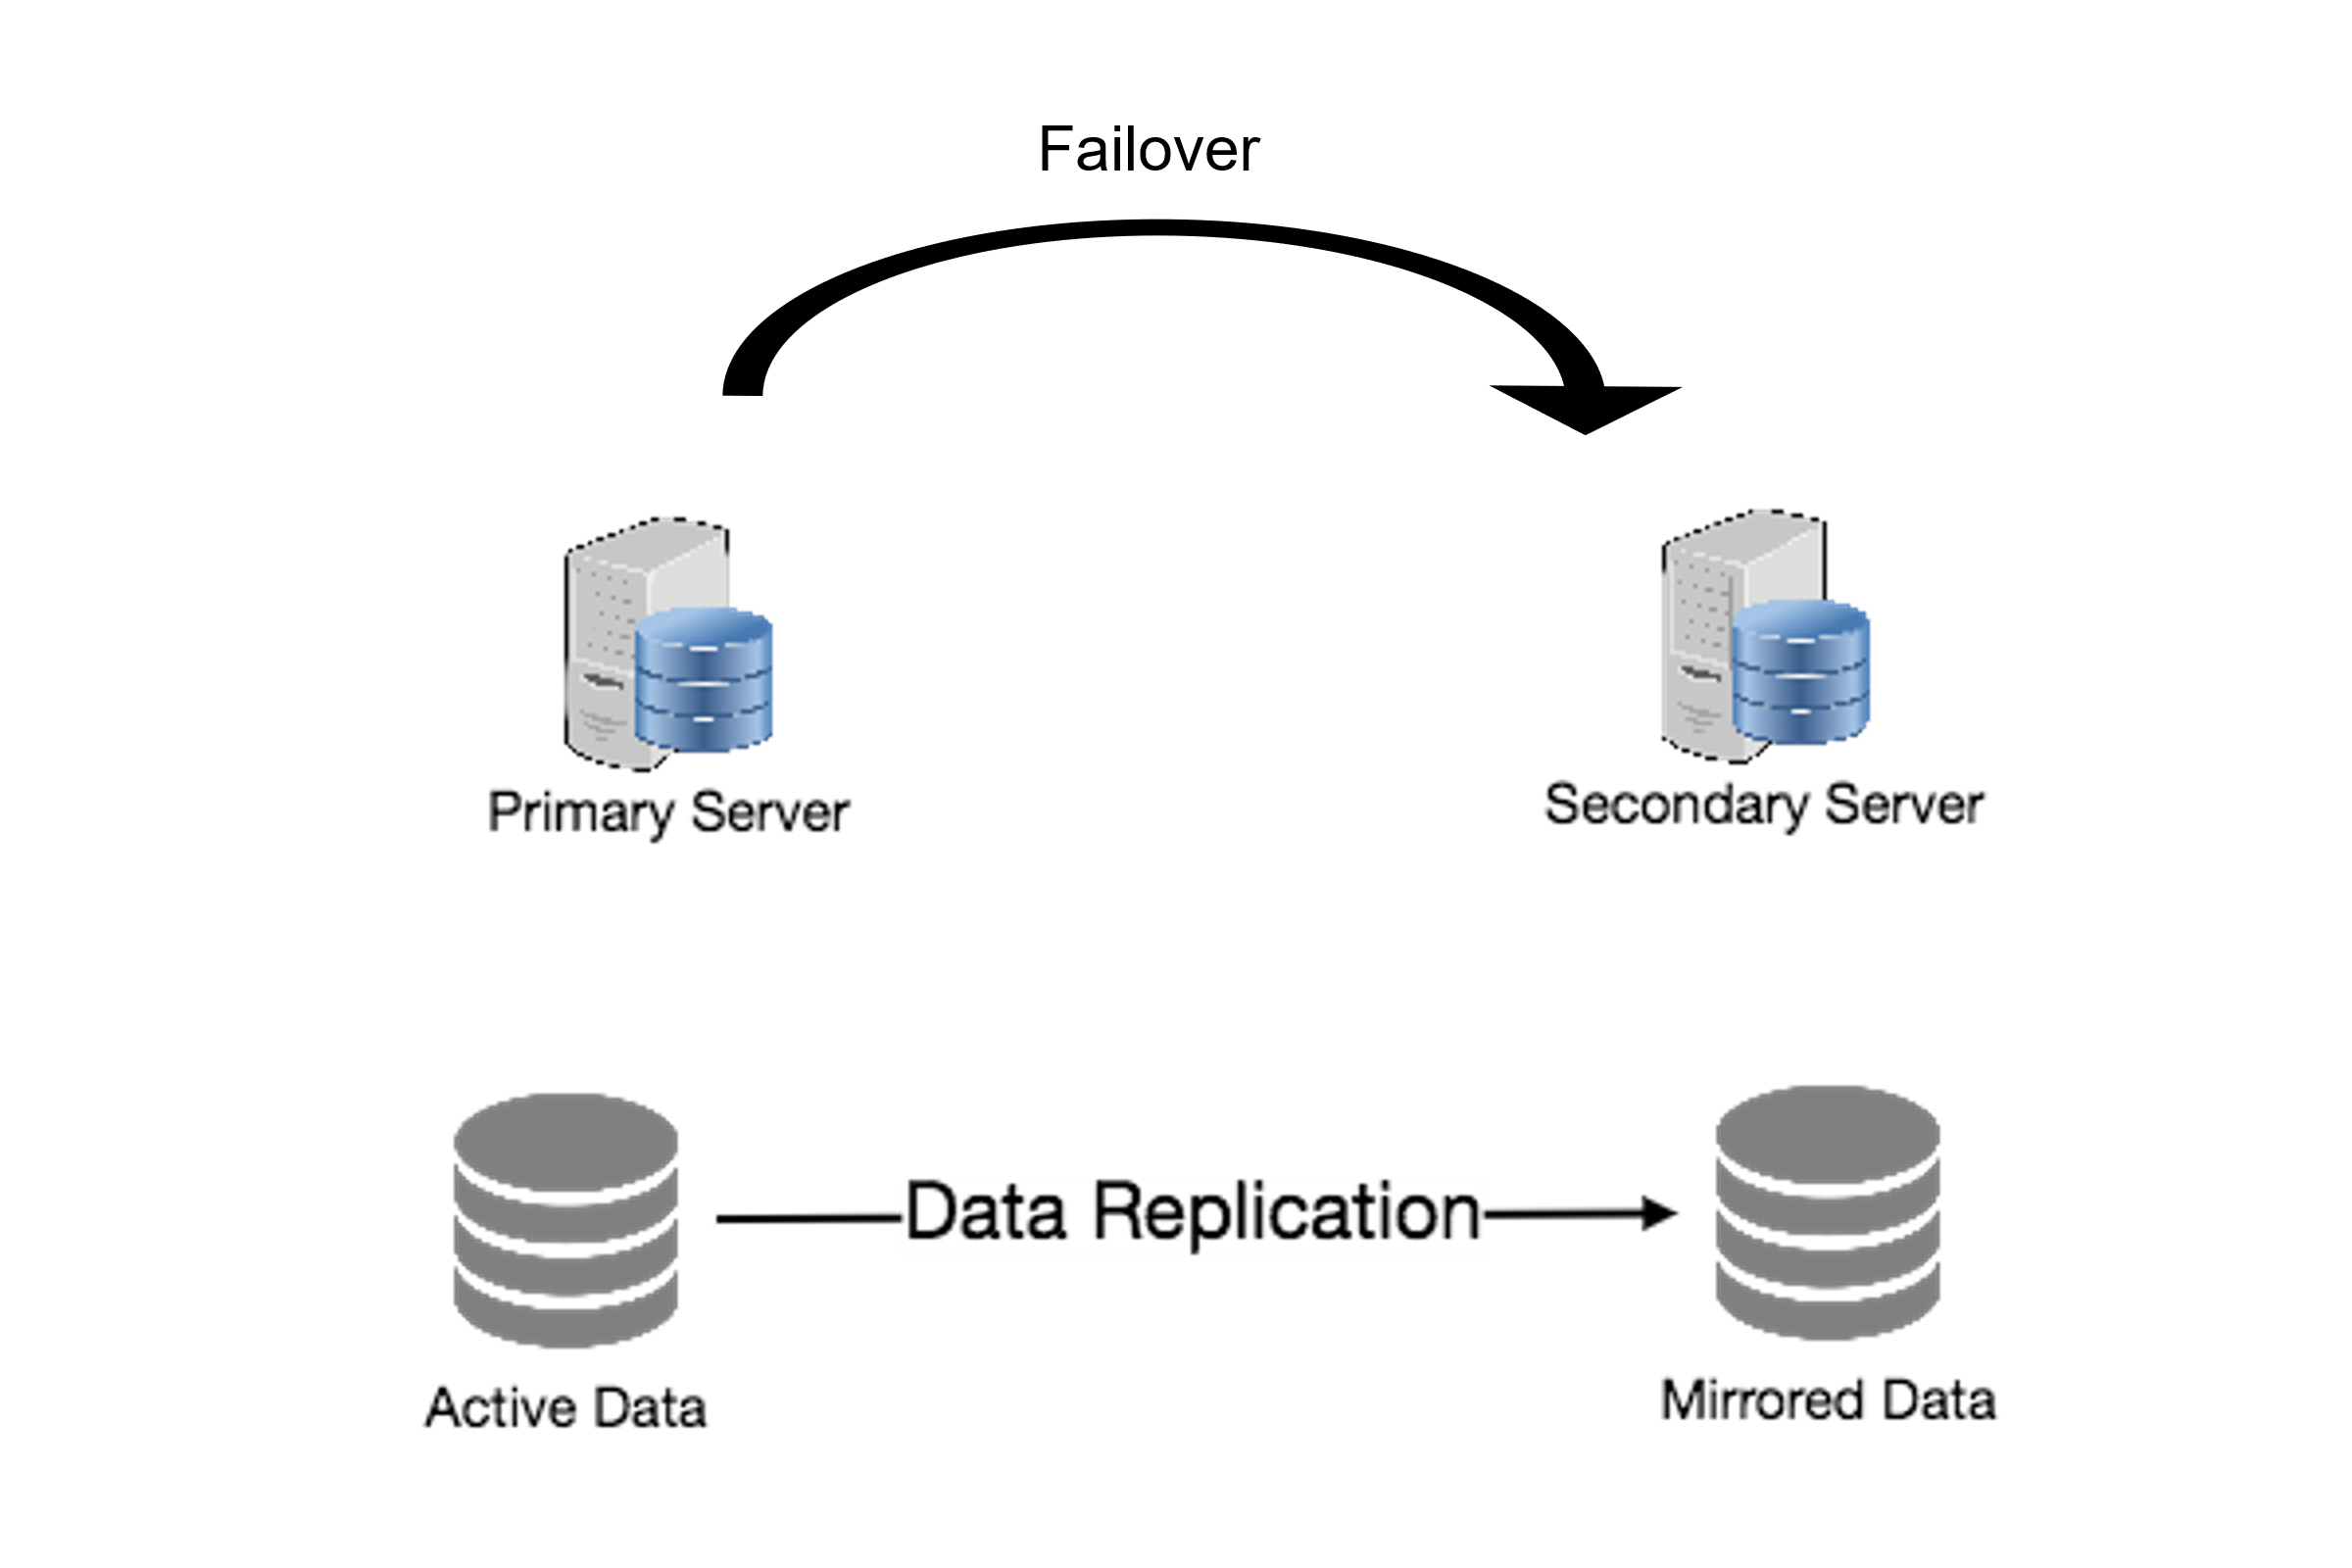 Failover
Primary Server
Secondary Server
Data Replication
Active Data
Mirrored Data